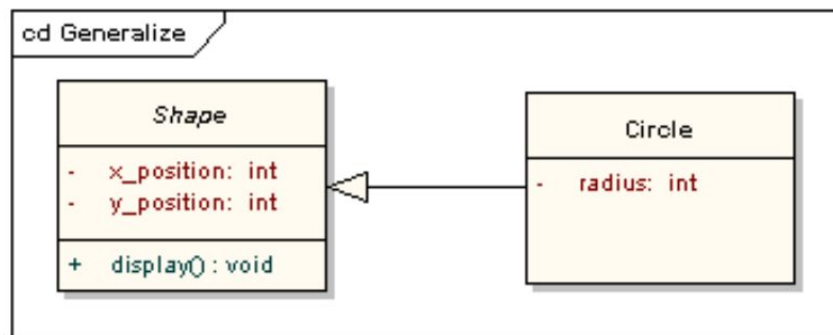 cd Generalize
Shape
- x_position: int
- y_position: int
+ display() : void
Circle
- radius: int